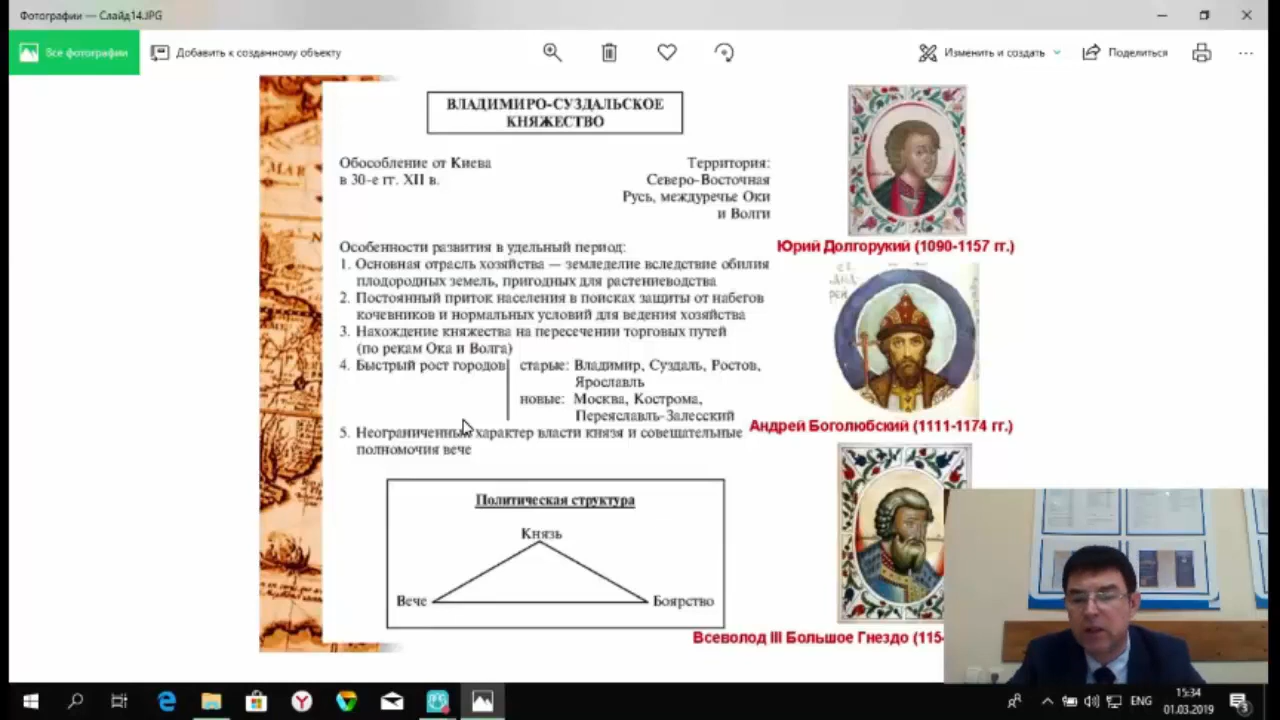 Фотографии — Слайд14.JPG
Все фотографии
Добавить к созданному объекту
Изменить и создать
Поделиться
ВЛАДИМИРО-СУЗДАЛЬСКОЕ
КНЯЖЕСТВО
Обособление от Киева
в 30-е гг. XII в.
Территория:
Северо-Восточная
Русь, междуречье Оки
и Волги
Особенности развития в удельный период:
1. Основная отрасль хозяйства — земледелие вследствие обилия
плодородных земель, пригодных для растениеводства
2. Постоянный приток населения в поисках защиты от набегов
кочевников и нормальных условий для ведения хозяйства
3. Нахождение княжества на пересечении торговых путей
(по рекам Ока и Волга)
4. Быстрый рост городов
старые: Владимир, Суздаль, Ростов,
Ярославль
новые: Москва, Кострома,
Переяславль-Залесский
5. Неограниченный характер власти князя и совещательные
полномочия вече
Политическая структура
Князь
Вече
Боярство
Юрий Долгорукий (1090-1157 гг.)
Андрей Боголюбский (1111-1174 гг.)
Всеволод III Большое Гнездо (115
ENG
15:34
01.03.2019